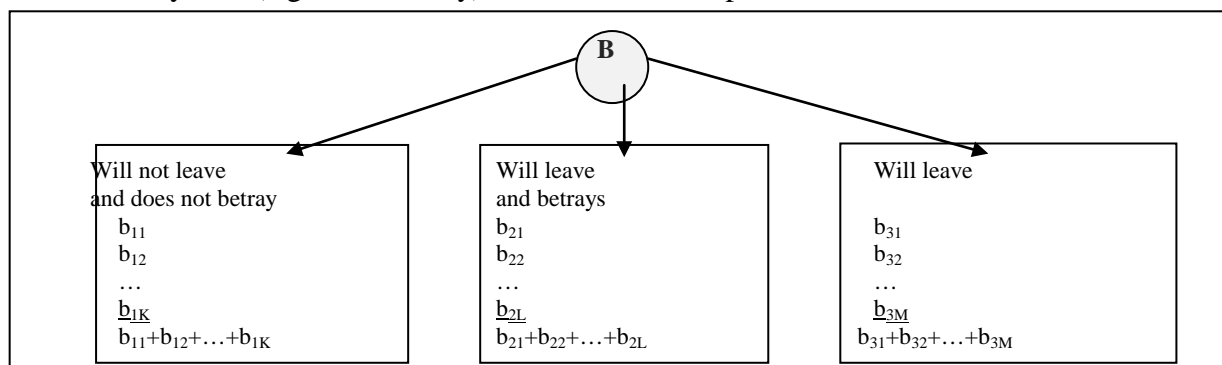 B
Will not leave
and does not betray
b₁₁
b₁₂
…
b₁K
b₁₁+b₁₂+…+b₁K
Will leave
and betrays
b₂₁
b₂₂
…
b₂L
b₂₁+b₂₂+…+b₂L
Will leave
b₃₁
b₃₂
…
b₃M
b₃₁+b₃₂+…+b₃M